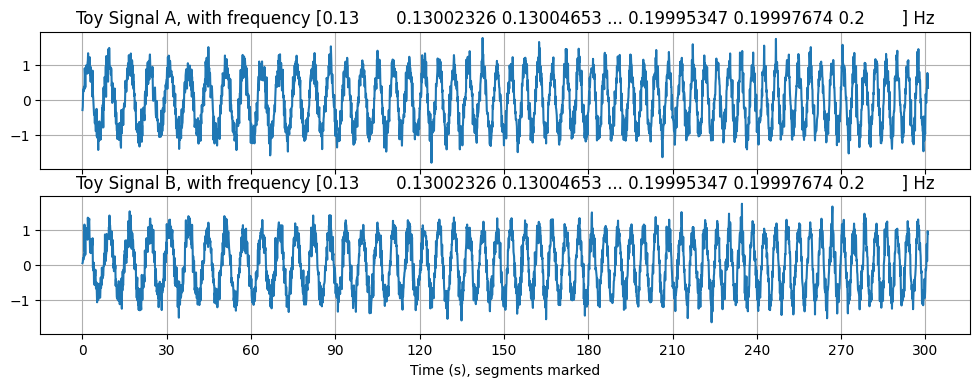 Toy Signal A, with frequency [0.13       0.13002326 0.13004653 ... 0.19995347 0.19997674 0.2       ] Hz
1
0
−1
Toy Signal B, with frequency [0.13       0.13002326 0.13004653 ... 0.19995347 0.19997674 0.2       ] Hz
1
0
−1
0 30 60 90 120 150 180 210 240 270 300
Time (s), segments marked